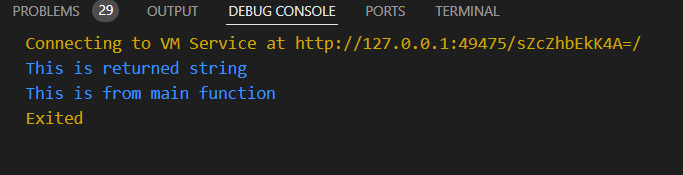 PROBLEMS 29 OUTPUT DEBUG CONSOLE PORTS TERMINAL
Connecting to VM Service at http://127.0.0.1:49475/sZcZhbEkK4A=/
This is returned string
This is from main function
Exited